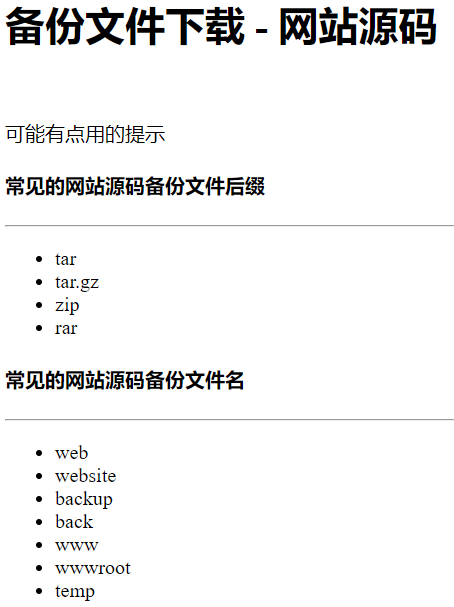 备份文件下载 - 网站源码
可能有点用的提示
常见的网站源码备份文件后缀
tar
tar.gz
zip
rar
常见的网站源码备份文件名
web
website
backup
back
www
wwwroot
temp